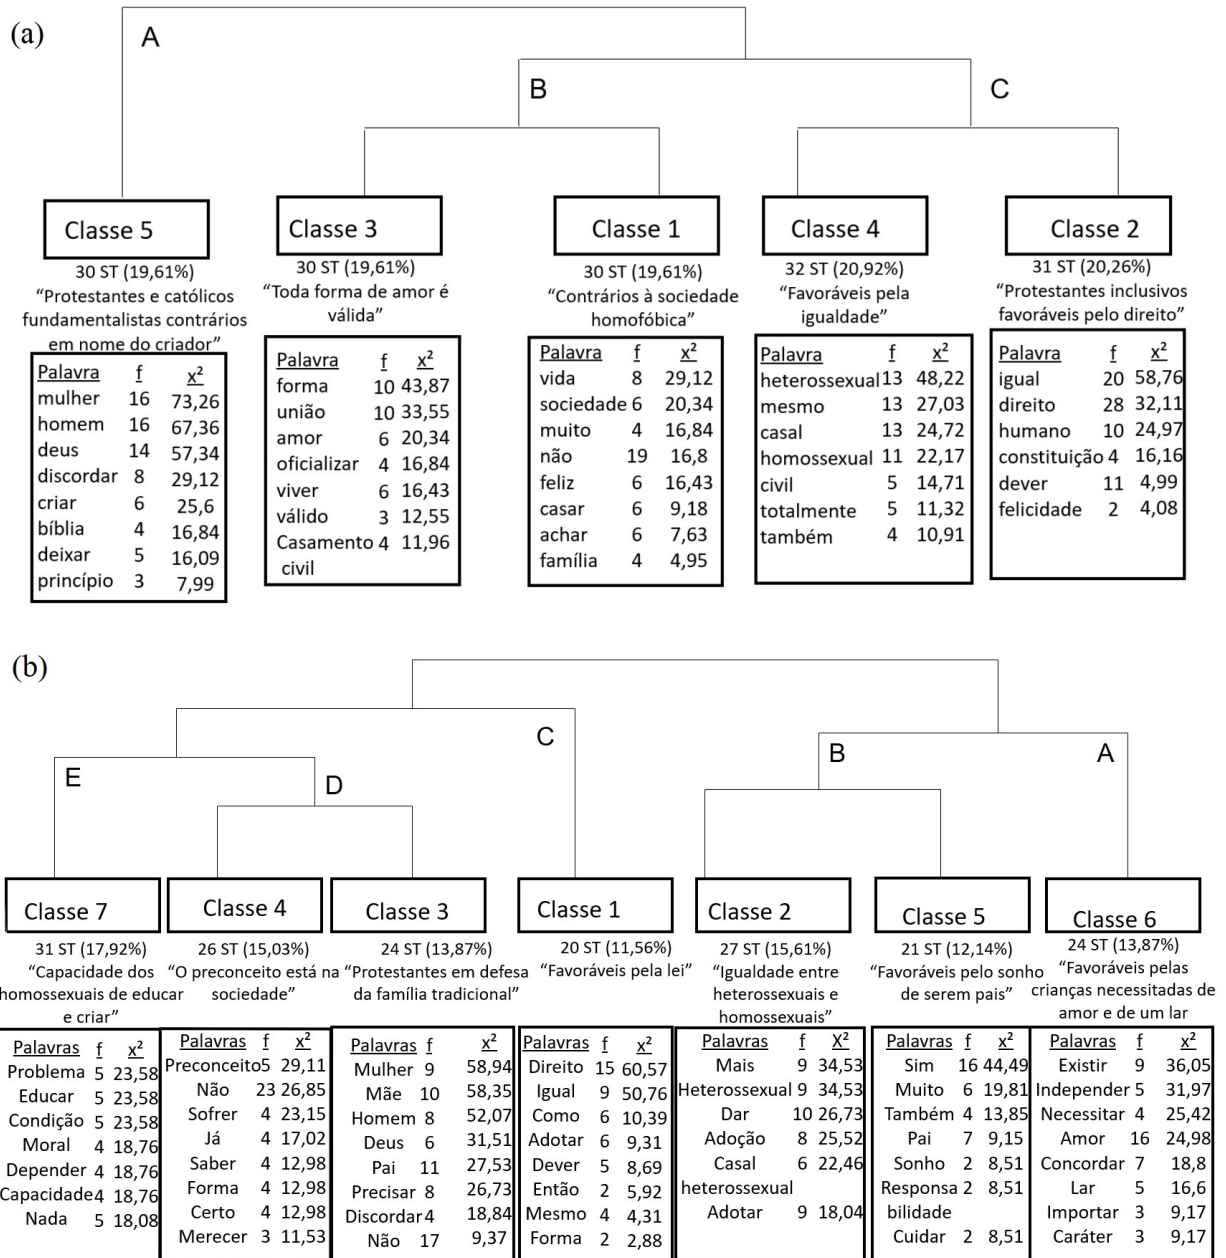 (a)
A
B
C
Classe 5
30 ST (19,61%)
“Protestantes e católicos
fundamentalistas contrários
em nome do criador”
Palavra f x²
mulher 16 73,26
homem 16 67,36
deus 14 57,34
discordar 8 29,12
criar 6 25,6
bíblia 4 16,84
deixar 5 16,09
princípio 3 7,99
Classe 3
30 ST (19,61%)
“Toda forma de amor é
válida”
Palavra f x²
forma 10 43,87
união 10 33,55
amor 6 20,34
oficializar 4 16,84
viver 6 16,43
válido 3 12,55
Casamento 4 11,96
civil
Classe 1
30 ST (19,61%)
“Contrários à sociedade
homofóbica”
Palavra f x²
vida 8 29,12
sociedade 6 20,34
muito 4 16,84
não 19 16,8
feliz 6 16,43
casar 6 9,18
achar 6 7,63
família 4 4,95
Classe 4
32 ST (20,92%)
“Favoráveis pela
igualdade”
Palavra f x²
heterossexual 13 48,22
mesmo 13 27,03
casal 13 24,72
homossexual 11 22,17
civil 5 14,71
totalmente 5 11,32
também 4 10,91
Classe 2
31 ST (20,26%)
“Protestantes inclusivos
favoráveis pelo direito”
Palavra f x²
igual 20 58,76
direito 28 32,11
humano 10 24,97
constituição 4 16,16
dever 11 4,99
felicidade 2 4,08
(b)
C
B
A
E
D
Classe 7
31 ST (17,92%)
“Capacidade dos
homossexuais de educar
e criar”
Palavras f x²
Problema 5 23,58
Educar 5 23,58
Condição 5 23,58
Moral 4 18,76
Depender 4 18,76
Capacidade 4 18,76
Nada 5 18,08
Classe 4
26 ST (15,03%)
“O preconceito está na
sociedade”
Palavras f x²
Preconceito 5 29,11
Não 23 26,85
Sofrer 4 23,15
Já 4 17,02
Saber 4 12,98
Forma 4 12,98
Certo 4 12,98
Merecer 3 11,53
Classe 3
24 ST (13,87%)
“Protestantes em defesa
da família tradicional”
Palavras f x²
Mulher 9 58,94
Mãe 10 58,35
Homem 8 52,07
Deus 6 31,51
Pai 11 27,53
Precisar 8 26,73
Discordar 4 18,84
Não 17 9,37
Classe 1
20 ST (11,56%)
“Favoráveis pela lei”
Palavras f x²
Direito 15 60,57
Igual 9 50,76
Como 6 10,39
Adotar 6 9,31
Dever 5 8,69
Então 2 5,92
Mesmo 4 4,31
Forma 2 2,88
Classe 2
27 ST (15,61%)
“Igualdade entre
heterossexuais e
homossexuais”
Palavras f x²
Mais 9 34,53
Heterossexual 9 34,53
Dar 10 26,73
Adoção 8 25,52
Casal 6 22,46
heterossexual
Adotar 9 18,04
Classe 5
21 ST (12,14%)
“Favoráveis pelo sonho
de serem pais”
Palavras f x²
Sim 16 44,49
Muito 6 19,81
Também 4 13,85
Pai 7 9,15
Sonho 2 8,51
Responsa 2 8,51
bilidade
Cuidar 2 8,51
Classe 6
24 ST (13,87%)
“Favoráveis pelas
crianças necessitadas de
amor e de um lar
Palavras f X²
Existir 9 36,05
Independer 5 31,97
Necessitar 4 25,42
Amor 16 24,98
Concordar 7 18,8
Lar 5 16,6
Importar 3 9,17
Caráter 3 9,17